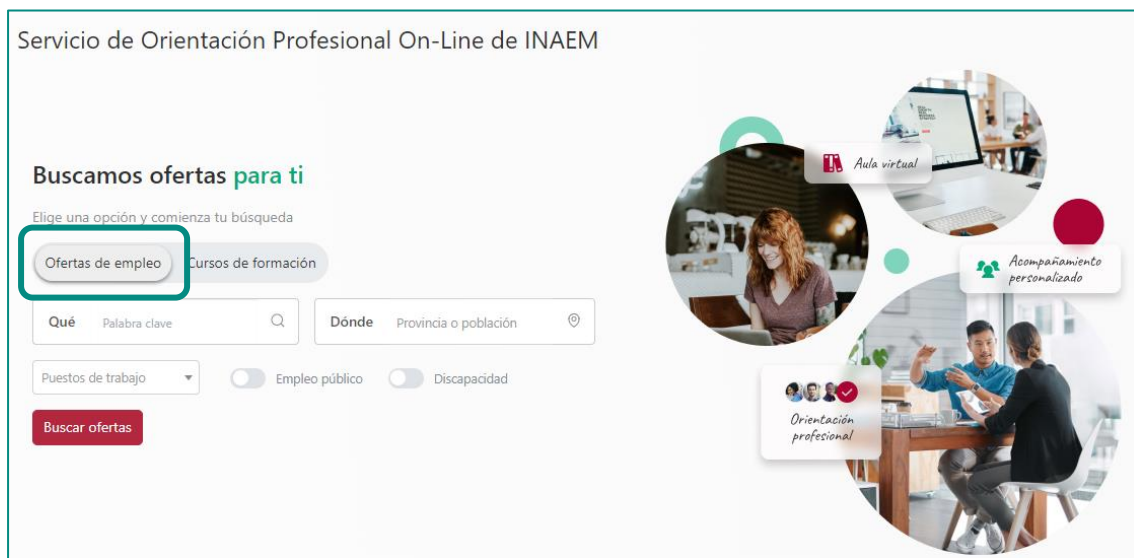 Servicio de Orientación Profesional On-Line de INAEM
Buscamos ofertas para ti
Elige una opción y comienza tu búsqueda
Ofertas de empleo
Cursos de formación
Qué
Palabra clave
Dónde
Provincia o población
Puestos de trabajo
Empleo público
Discapacidad
Buscar ofertas
Aula virtual
Acompañamiento
personalizado
Orientación
profesional